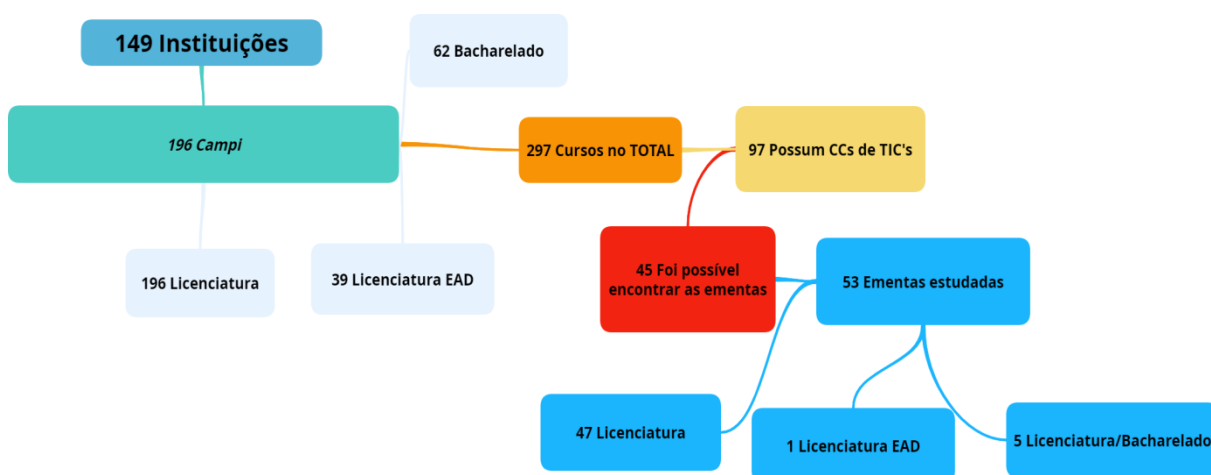 149 Instituições
62 Bacharelado
196 Campi
297 Cursos no TOTAL
97 Possum CCs de TIC's
196 Licenciatura
39 Licenciatura EAD
45 Foi possível
encontrar as ementas
53 Ementas estudadas
47 Licenciatura
1 Licenciatura EAD
5 Licenciatura/Bacharelado